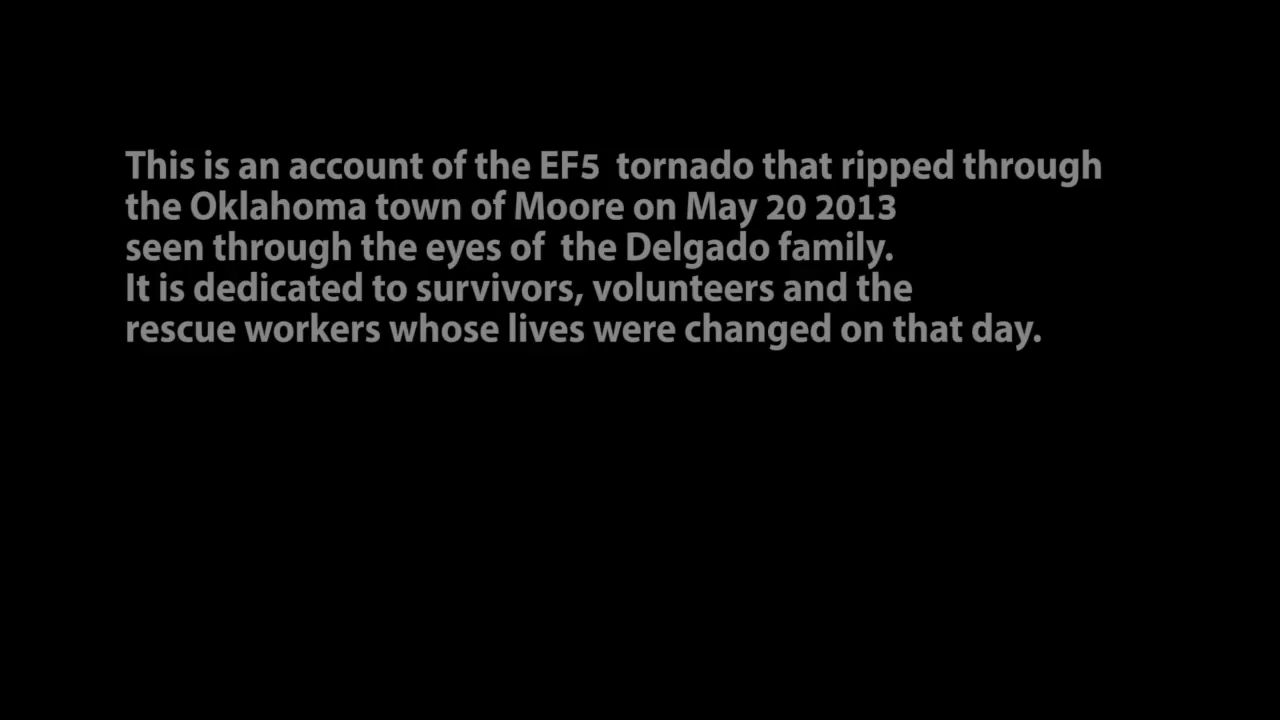 This is an account of the EF5  tornado that ripped through
the Oklahoma town of Moore on May 20 2013
seen through the eyes of  the Delgado family.
It is dedicated to survivors, volunteers and the
rescue workers whose lives were changed on that day.